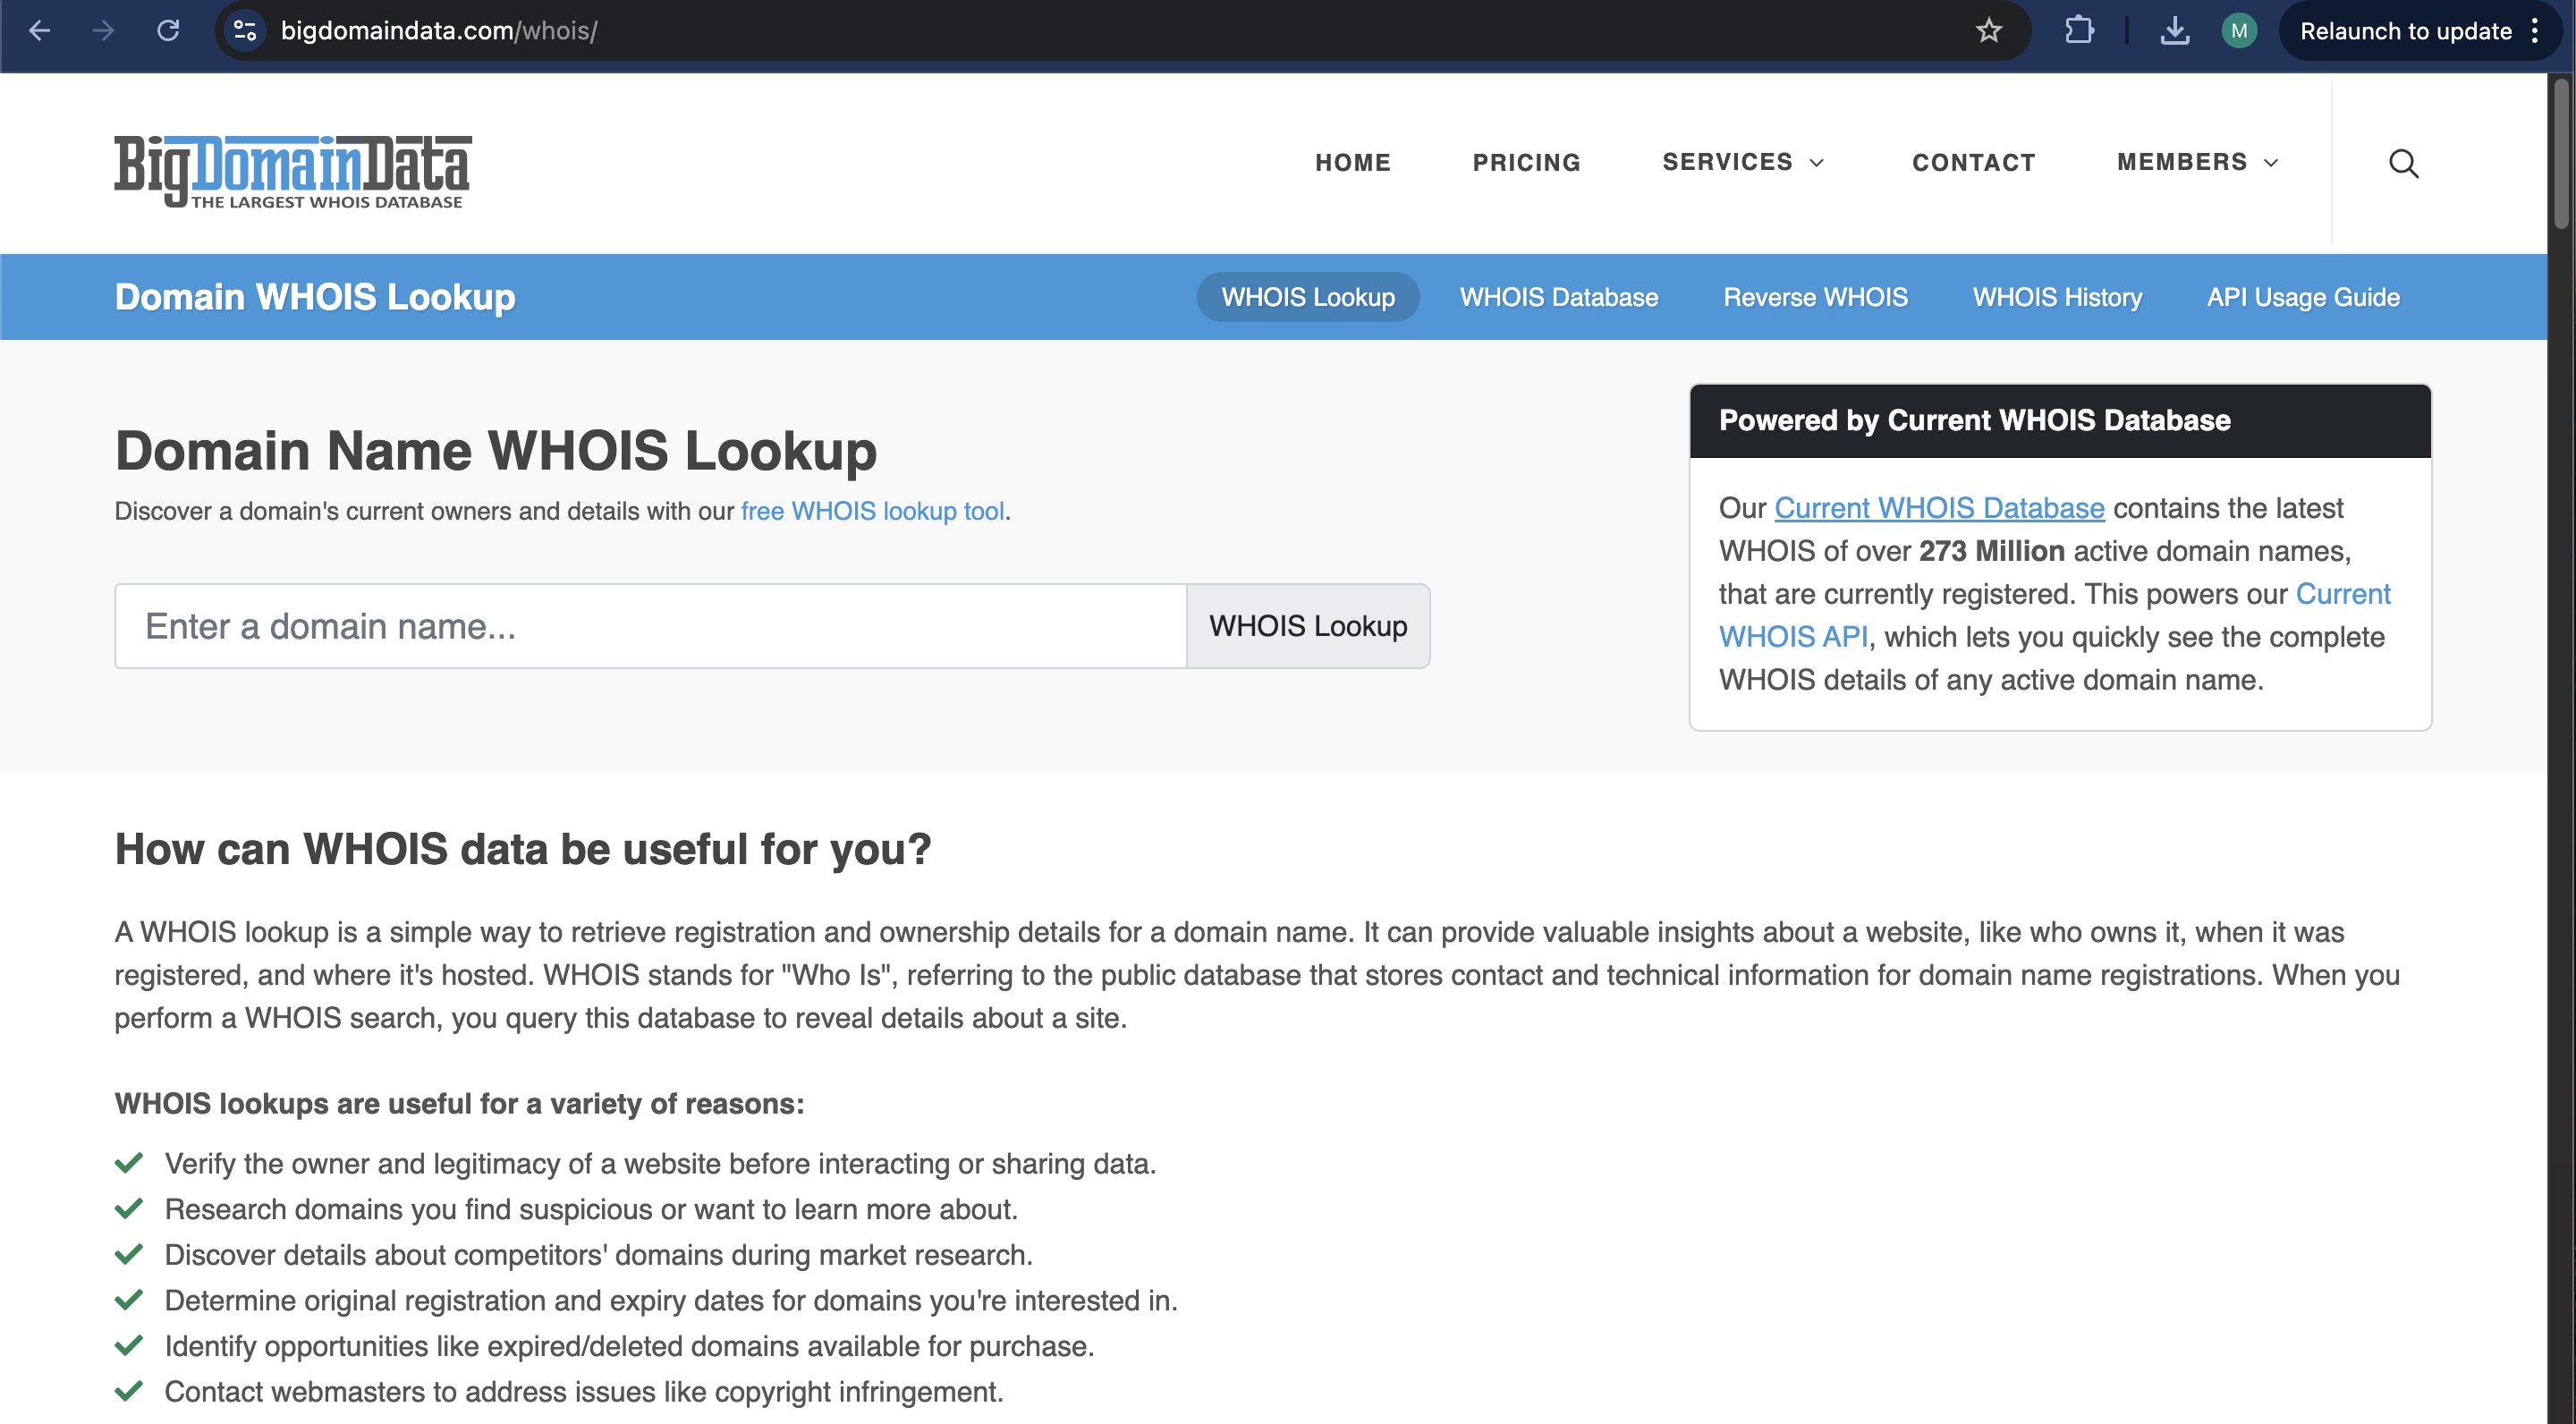 bigdomaindata.com/whois/
M
Relaunch to update
BigDomainData
THE LARGEST WHOIS DATABASE
HOME
PRICING
SERVICES
CONTACT
MEMBERS
Domain WHOIS Lookup
WHOIS Lookup
WHOIS Database
Reverse WHOIS
WHOIS History
API Usage Guide
Domain Name WHOIS Lookup
Discover a domain's current owners and details with our free WHOIS lookup tool.
Enter a domain name...
WHOIS Lookup
Powered by Current WHOIS Database
Our Current WHOIS Database contains the latest
WHOIS of over 273 Million active domain names,
that are currently registered. This powers our Current
WHOIS API, which lets you quickly see the complete
WHOIS details of any active domain name.
How can WHOIS data be useful for you?
A WHOIS lookup is a simple way to retrieve registration and ownership details for a domain name. It can provide valuable insights about a website, like who owns it, when it was
registered, and where it's hosted. WHOIS stands for "Who Is", referring to the public database that stores contact and technical information for domain name registrations. When you
perform a WHOIS search, you query this database to reveal details about a site.
WHOIS lookups are useful for a variety of reasons:
Verify the owner and legitimacy of a website before interacting or sharing data.
Research domains you find suspicious or want to learn more about.
Discover details about competitors' domains during market research.
Determine original registration and expiry dates for domains you're interested in.
Identify opportunities like expired/deleted domains available for purchase.
Contact webmasters to address issues like copyright infringement.